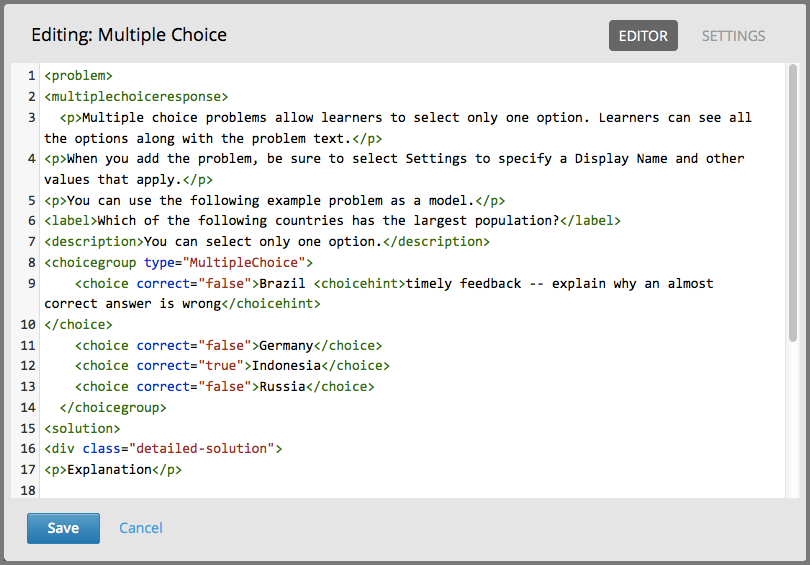 Editing: Multiple Choice
EDITOR
SETTINGS
1 <problem>
2 <multiplechoiceresponse>
3   <p>Multiple choice problems allow learners to select only one option. Learners can see all
the options along with the problem text.</p>
4 <p>When you add the problem, be sure to select Settings to specify a Display Name and other
values that apply.</p>
5 <p>You can use the following example problem as a model.</p>
6 <label>Which of the following countries has the largest population?</label>
7 <description>You can select only one option.</description>
8 <choicegroup type="MultipleChoice">
9     <choice correct="false">Brazil <choicehint>timely feedback -- explain why an almost
correct answer is wrong</choicehint>
10 </choice>
11     <choice correct="false">Germany</choice>
12     <choice correct="true">Indonesia</choice>
13     <choice correct="false">Russia</choice>
14   </choicegroup>
15 <solution>
16 <div class="detailed-solution">
17 <p>Explanation</p>
18
Save
Cancel